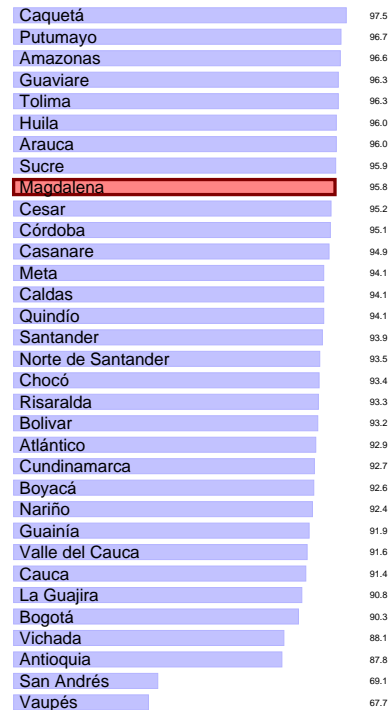 Caquetá 97.5
Putumayo 96.7
Amazonas 96.6
Guaviare 96.3
Tolima 96.3
Huila 96.0
Arauca 96.0
Sucre 95.9
Magdalena 95.8
Cesar 95.2
Córdoba 95.1
Casanare 94.9
Meta 94.1
Caldas 94.1
Quindío 94.1
Santander 93.9
Norte de Santander 93.5
Chocó 93.4
Risaralda 93.3
Bolivar 93.2
Atlántico 92.9
Cundinamarca 92.7
Boyacá 92.6
Nariño 92.4
Guainía 91.9
Valle del Cauca 91.6
Cauca 91.4
La Guajira 90.8
Bogotá 90.3
Vichada 88.1
Antioquia 87.8
San Andrés 69.1
Vaupés 67.7